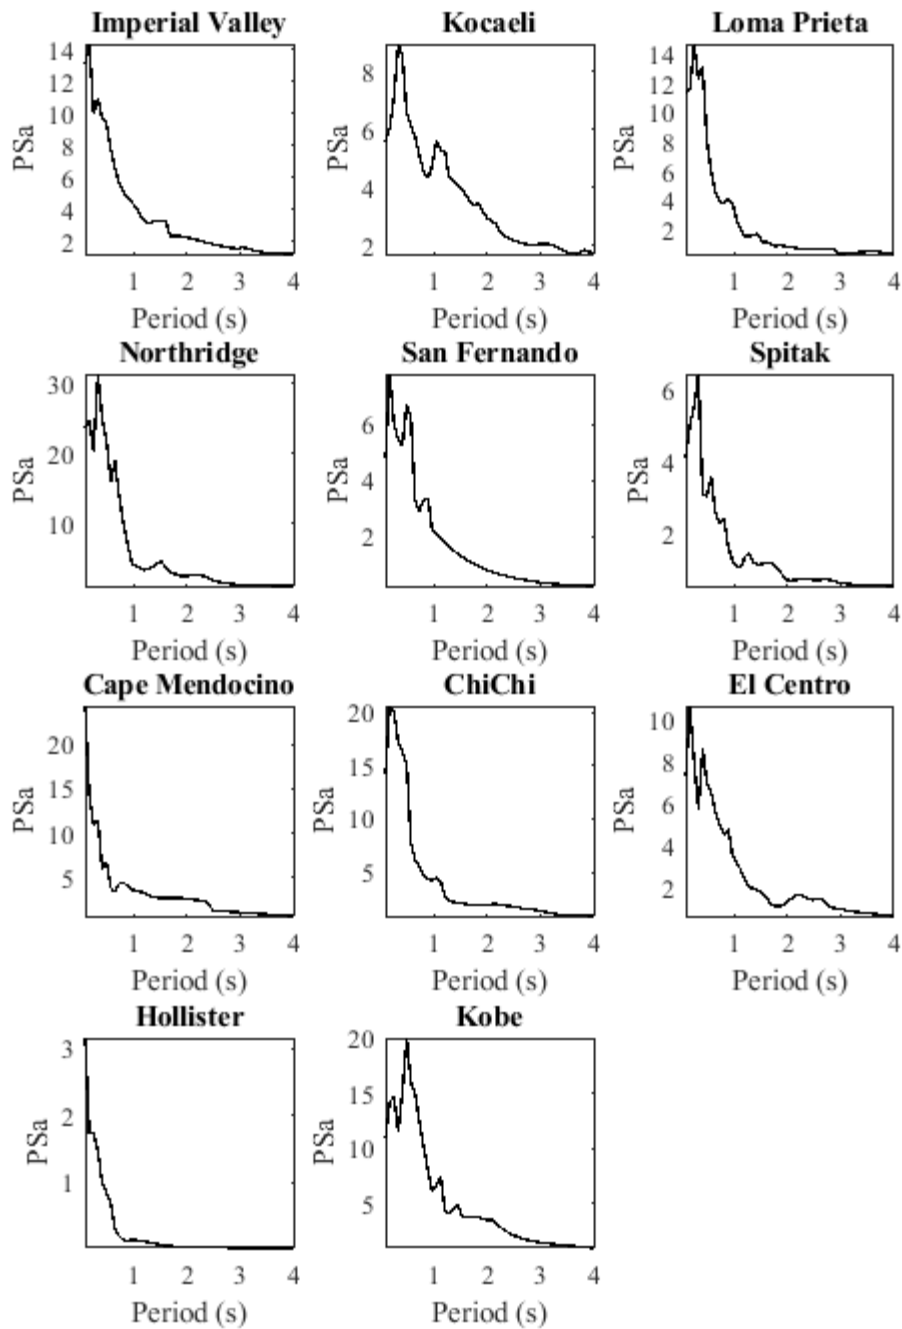 Imperial Valley
14
12
10
8
6
4
2
PSa
1 2 3 4
Period (s)
Kocaeli
8
6
4
2
PSa
1 2 3 4
Period (s)
Loma Prieta
14
12
10
8
6
4
2
PSa
1 2 3 4
Period (s)
Northridge
30
20
10
PSa
1 2 3 4
Period (s)
San Fernando
6
4
2
PSa
1 2 3 4
Period (s)
Spitak
6
4
2
PSa
1 2 3 4
Period (s)
Cape Mendocino
20
15
10
5
PSa
1 2 3 4
Period (s)
ChiChi
20
15
10
5
PSa
1 2 3 4
Period (s)
El Centro
10
8
6
4
2
PSa
1 2 3 4
Period (s)
Hollister
3
2
1
PSa
1 2 3 4
Period (s)
Kobe
20
15
10
5
PSa
1 2 3 4
Period (s)